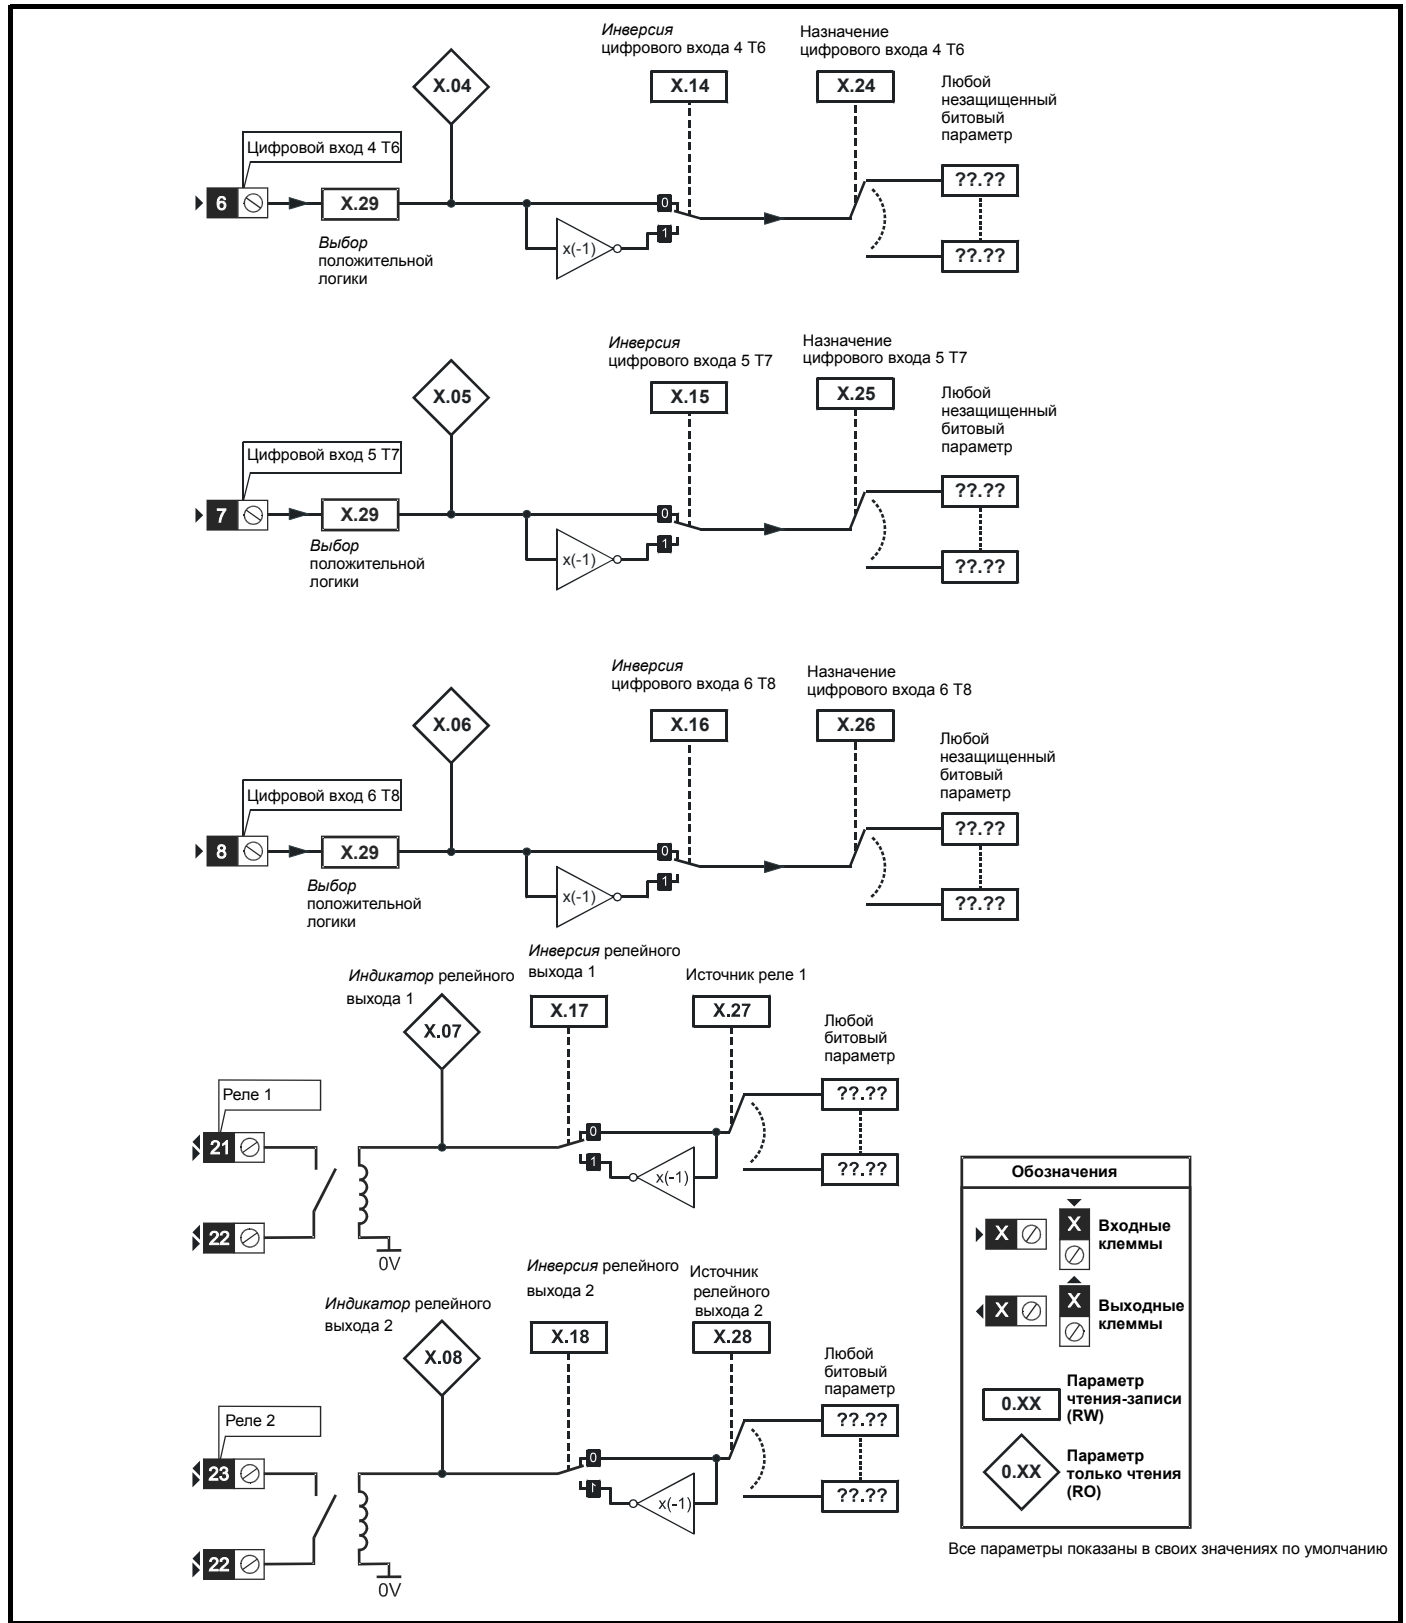 Инверсия
цифрового входа 4 T6
Назначение
цифрового входа 4 T6
X.04
X.14
X.24
Любой
незащищенный
битовый
параметр
Цифровой вход 4 T6
6
X.29
0
1
x(-1)
??.??
??.??
Выбор
положительной
логики
Инверсия
цифрового входа 5 T7
Назначение
цифрового входа 5 T7
X.05
X.15
X.25
Любой
незащищенный
битовый
параметр
Цифровой вход 5 T7
7
X.29
0
1
x(-1)
??.??
??.??
Выбор
положительной
логики
Инверсия
цифрового входа 6 T8
Назначение
цифрового входа 6 T8
X.06
X.16
X.26
Любой
незащищенный
битовый
параметр
Цифровой вход 6 T8
8
X.29
0
1
x(-1)
??.??
??.??
Выбор
положительной
логики
Индикатор релейного
выхода 1
Инверсия релейного
выхода 1
Источник реле 1
X.07
X.17
X.27
Любой
битовый
параметр
Реле 1
21
22
0V
0
1
x(-1)
??.??
??.??
Индикатор релейного
выхода 2
Инверсия релейного
выхода 2
Источник
релейного
выхода 2
X.08
X.18
X.28
Любой
битовый
параметр
Реле 2
23
22
0V
0
1
x(-1)
??.??
??.??
Обозначения
X
X
Входные
клеммы
X
X
Выходные
клеммы
0.XX
Параметр
чтения-записи
(RW)
0.XX
Параметр
только чтения
(RO)
Все параметры показаны в своих значениях по умолчанию